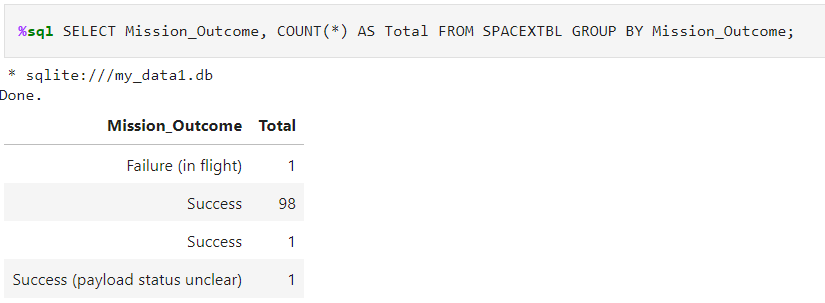 %sql SELECT Mission_Outcome, COUNT(*) AS Total FROM SPACEXTBL GROUP BY Mission_Outcome;
* sqlite:///my_data1.db
Done.
Mission_Outcome Total
Failure (in flight) 1
Success 98
Success 1
Success (payload status unclear) 1